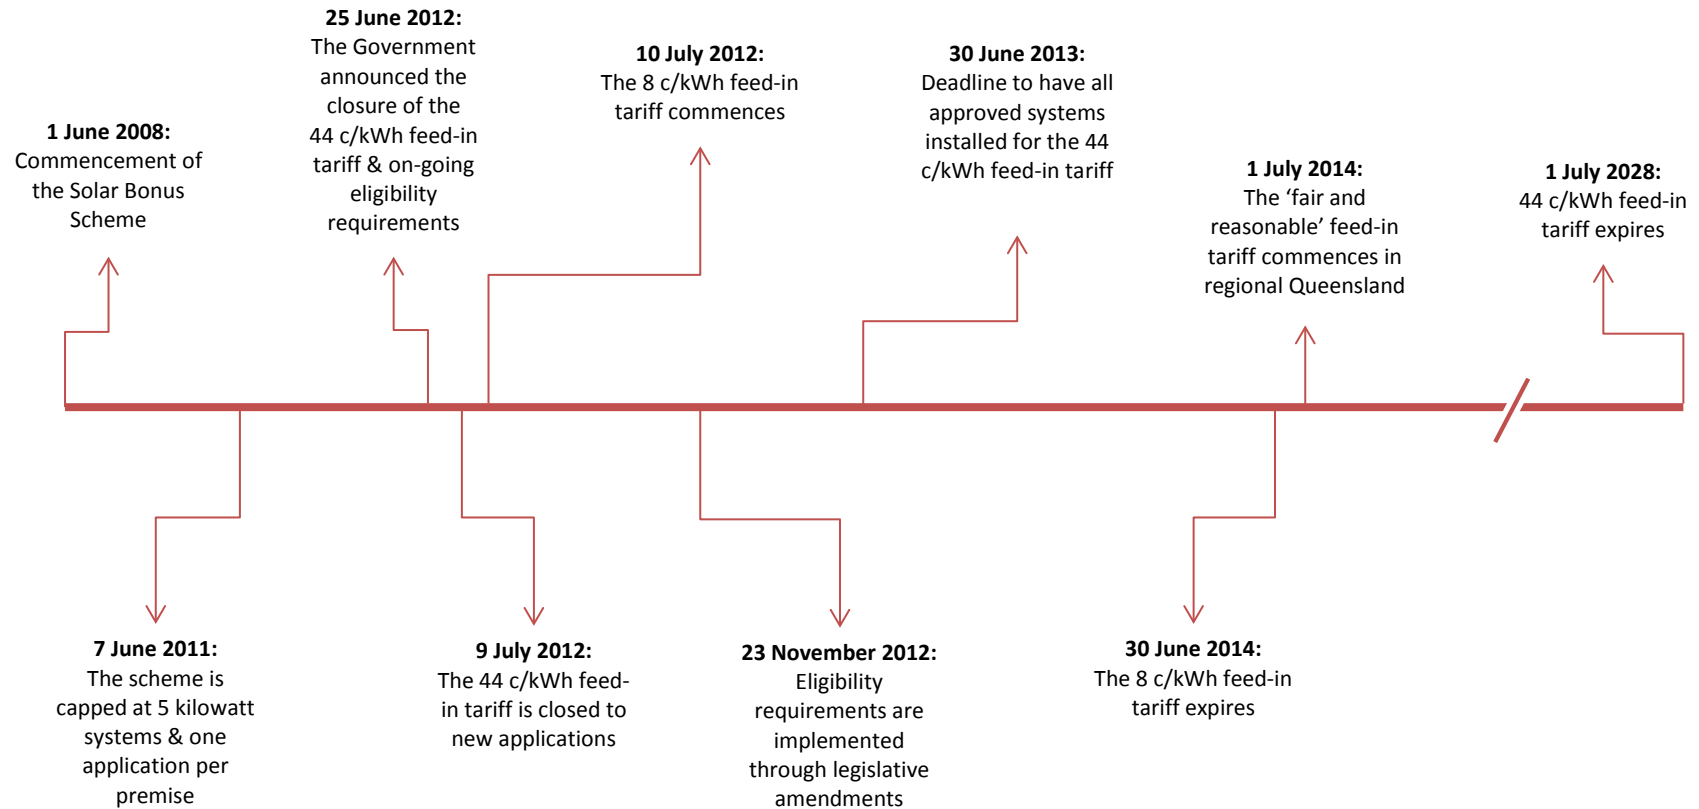 1 June 2008:
Commencement of
the Solar Bonus
Scheme
25 June 2012:
The Government
announced the
closure of the
44 c/kWh feed-in
tariff & on-going
eligibility
requirements
10 July 2012:
The 8 c/kWh feed-in
tariff commences
30 June 2013:
Deadline to have all
approved systems
installed for the 44
c/kWh feed-in tariff
1 July 2014:
The ‘fair and
reasonable’ feed-in
tariff commences in
regional Queensland
1 July 2028:
44 c/kWh feed-in
tariff expires
7 June 2011:
The scheme is
capped at 5 kilowatt
systems & one
application per
premise
9 July 2012:
The 44 c/kWh feed-
in tariff is closed to
new applications
23 November 2012:
Eligibility
requirements are
implemented
through legislative
amendments
30 June 2014:
The 8 c/kWh feed-in
tariff expires